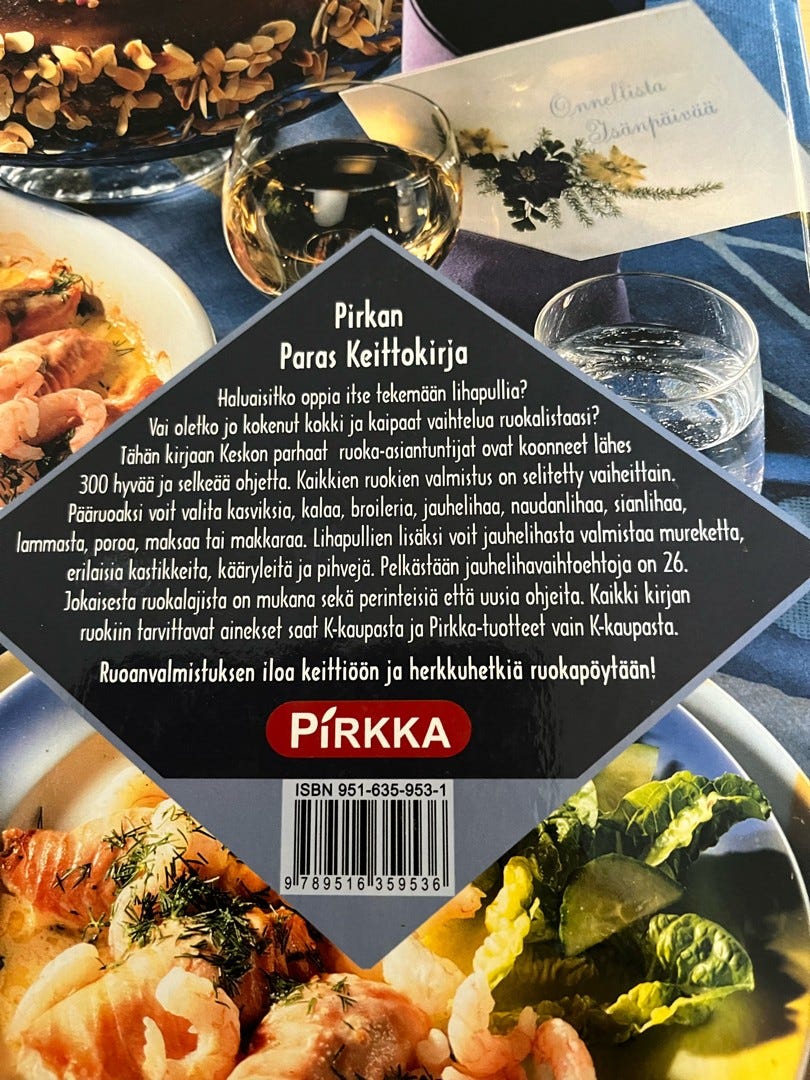 Onnellista
Isänpäivää
Pirkan
Paras Keittokirja
Haluaisitko oppia itse tekemään lihapullia?
Vai oletko jo kokenut kokki ja kaipaat vaihtelua ruokalistaasi?
Tähän kirjaan Keskon parhaat ruoka-asiantuntijat ovat koonneet lähes
300 hyvää ja selkeää ohjetta. Kaikkien ruokien valmistus on selitetty vaiheittain.
Pääruoaksi voit valita kasviksia, kalaa, broileria, jauhelihaa, naudanlihaa, sianlihaa,
lammasta, poroa, maksaa tai makkaraa. Lihapullien lisäksi voit jauhelihasta valmistaa mureketta,
erilaisia kastikkeita, kääryleitä ja pihvejä. Pelkästään jauhelihavaihtoehtoja on 26.
Jokaisesta ruokalajista on mukana sekä perinteisiä että uusia ohjeita. Kaikki kirjan
ruokiin tarvittavat ainekset saat K-kaupasta ja Pirkka-tuotteet vain K-kaupasta.
Ruoanvalmistuksen iloa keittiöön ja herkkuhetkiä ruokapöytään!
PIRKKA
ISBN 951-635-953-1
9 789516 359536